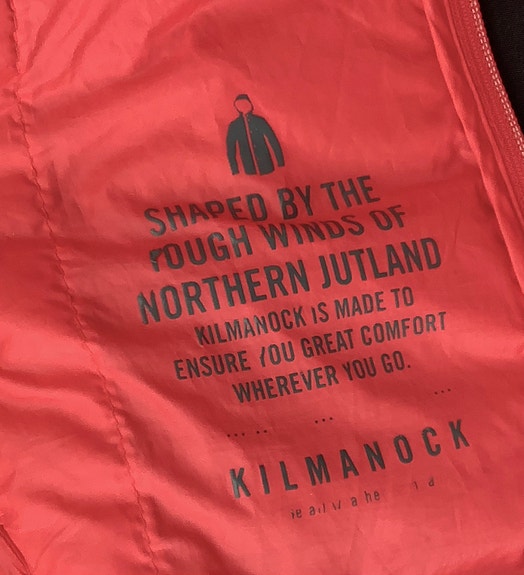 SHAPED BY THE
ROUGH WINDS OF
NORTHERN JUTLAND
KILMANOCK IS MADE TO
ENSURE YOU GREAT COMFORT
WHEREVER YOU GO.
KILMANOCK